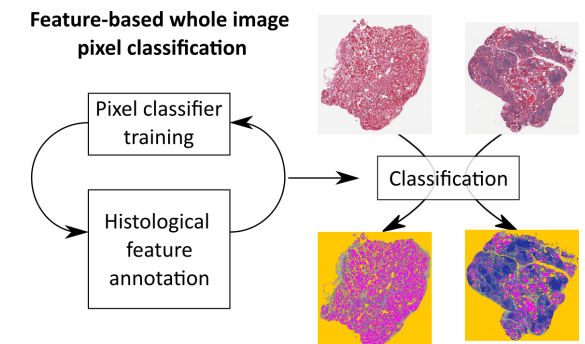 Feature-based whole image
pixel classification
Pixel classifier
training
Classification
Histological
feature
annotation